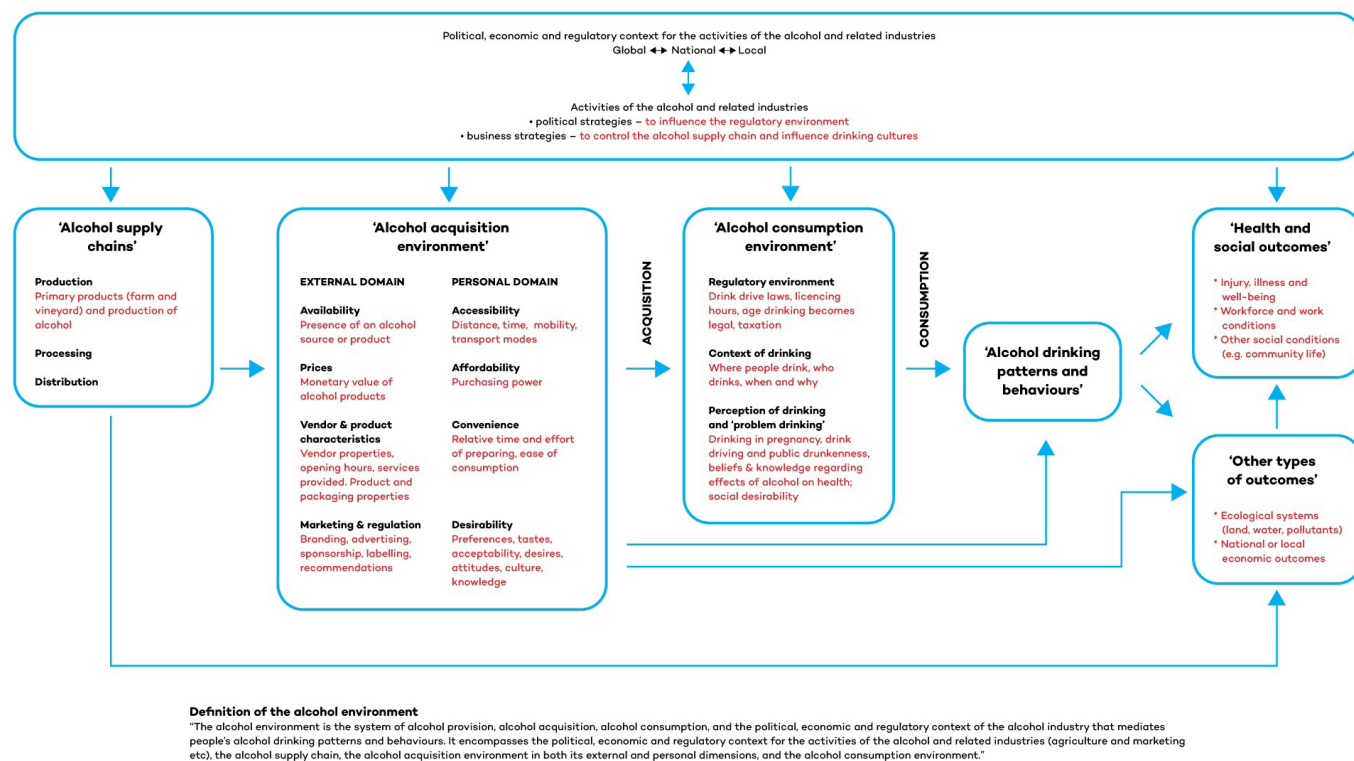 Political, economic and regulatory context for the activities of the alcohol and related industries
Global ↔ National ↔ Local
Activities of the alcohol and related industries
• political strategies – to influence the regulatory environment
• business strategies – to control the alcohol supply chain and influence drinking cultures
‘Alcohol supply
chains’
Production
Primary products (farm and
vineyard) and production of
alcohol
Processing
Distribution
‘Alcohol acquisition
environment’
EXTERNAL DOMAIN
Availability
Presence of an alcohol
source or product
Prices
Monetary value of
alcohol products
Vendor & product
characteristics
Vendor properties,
opening hours, services
provided. Product and
packaging properties
Marketing & regulation
Branding, advertising,
sponsorship, labelling,
recommendations
PERSONAL DOMAIN
Accessibility
Distance, time, mobility,
transport modes
Affordability
Purchasing power
Convenience
Relative time and effort
of preparing, ease of
consumption
Desirability
Preferences, tastes,
acceptability, desires,
attitudes, culture,
knowledge
ACQUISITION
‘Alcohol consumption
environment’
Regulatory environment
Drink drive laws, licencing
hours, age drinking becomes
legal, taxation
Context of drinking
Where people drink, who
drinks, when and why
Perception of drinking
and ‘problem drinking’
Drinking in pregnancy, drink
driving and public drunkenness,
beliefs & knowledge regarding
effects of alcohol on health;
social desirability
CONSUMPTION
‘Alcohol drinking
patterns and
behaviours’
‘Health and
social outcomes’
* Injury, illness and
well-being
* Workforce and work
conditions
* Other social conditions
(e.g. community life)
‘Other types
of outcomes’
* Ecological systems
(land, water, pollutants)
* National or local
economic outcomes
Definition of the alcohol environment
“The alcohol environment is the system of alcohol provision, alcohol acquisition, alcohol consumption, and the political, economic and regulatory context of the alcohol industry that mediates
people’s alcohol drinking patterns and behaviours. It encompasses the political, economic and regulatory context for the activities of the alcohol and related industries (agriculture and marketing
etc), the alcohol supply chain, the alcohol acquisition environment in both its external and personal dimensions, and the alcohol consumption environment.”